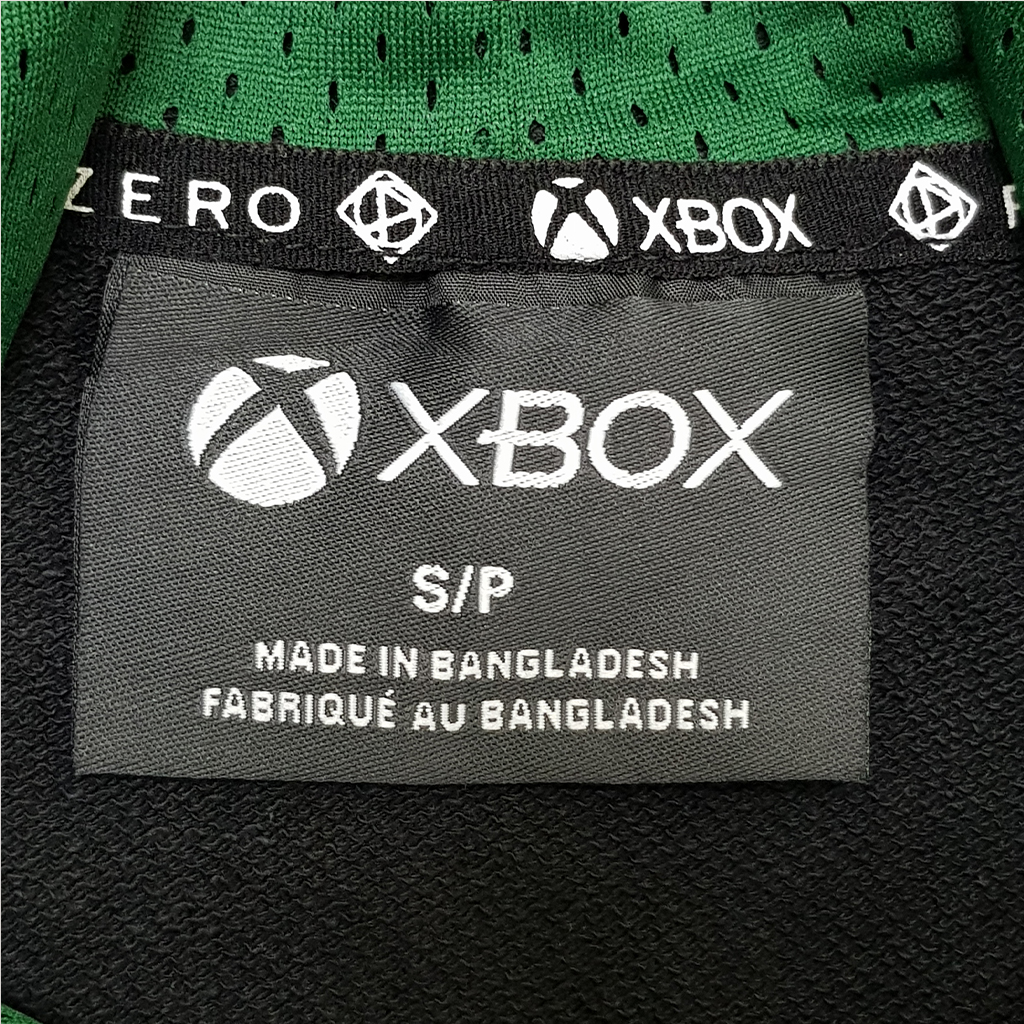 ZERO XBOX
XBOX
S/P
MADE IN BANGLADESH
FABRIQUÉ AU BANGLADESH